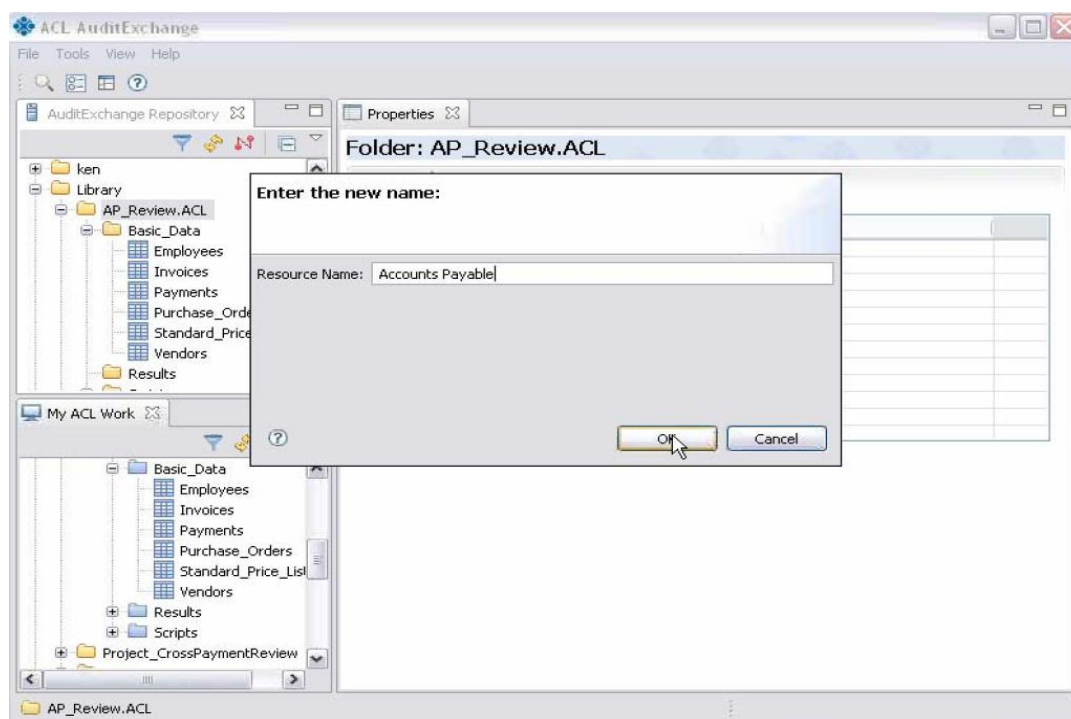 ACL AuditExchange
File Tools View Help
AuditExchange Repository
ken
Library
AP_Review.ACL
Basic_Data
Employees
Invoices
Payments
Purchase_Orde
Standard_Price
Vendors
Results
Properties
Folder: AP_Review.ACL
Enter the new name:
Resource Name: Accounts Payable
OK
Cancel
My ACL Work
Basic_Data
Employees
Invoices
Payments
Purchase_Orders
Standard_Price_List
Vendors
Results
Scripts
Project_CrossPaymentReview
AP_Review.ACL